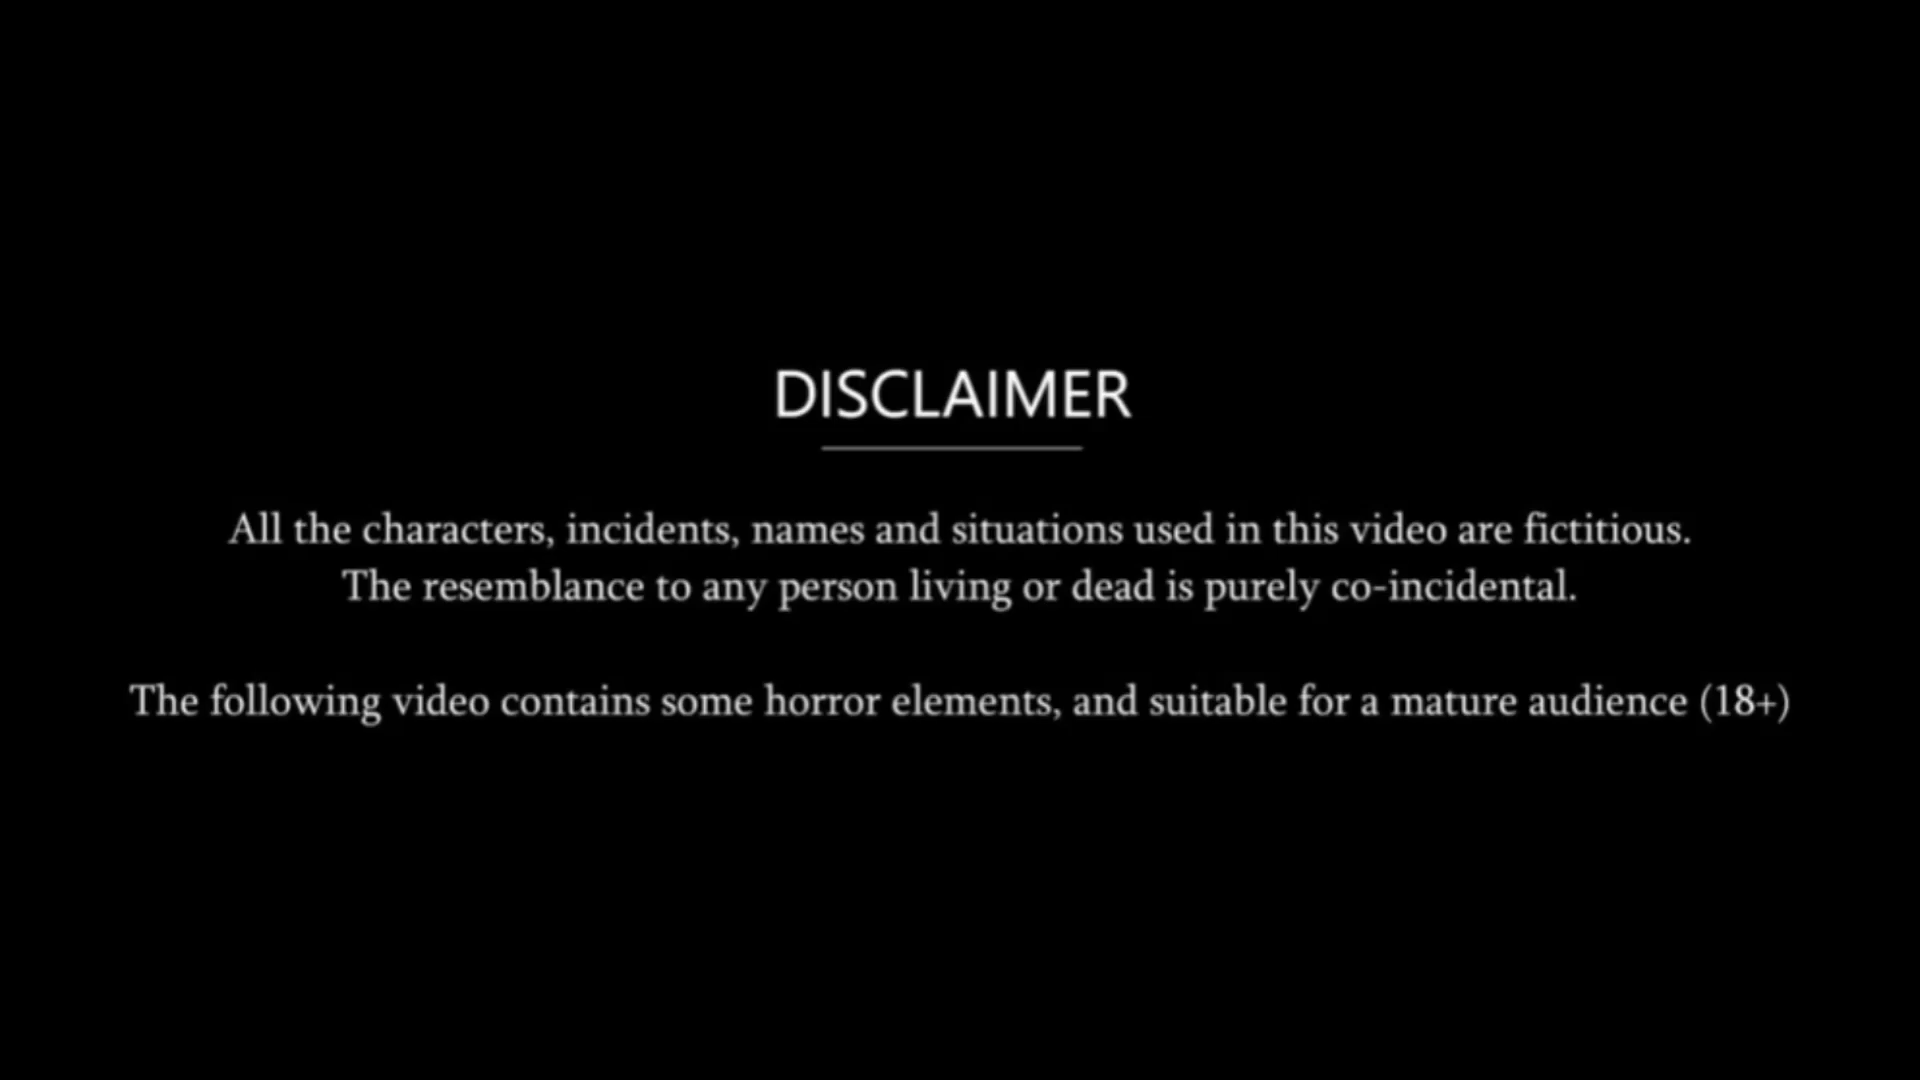 DISCLAIMER
All the characters, incidents, names and situations used in this video are fictitious.
The resemblance to any person living or dead is purely co-incidental.
The following video contains some horror elements, and suitable for a mature audience (18+)